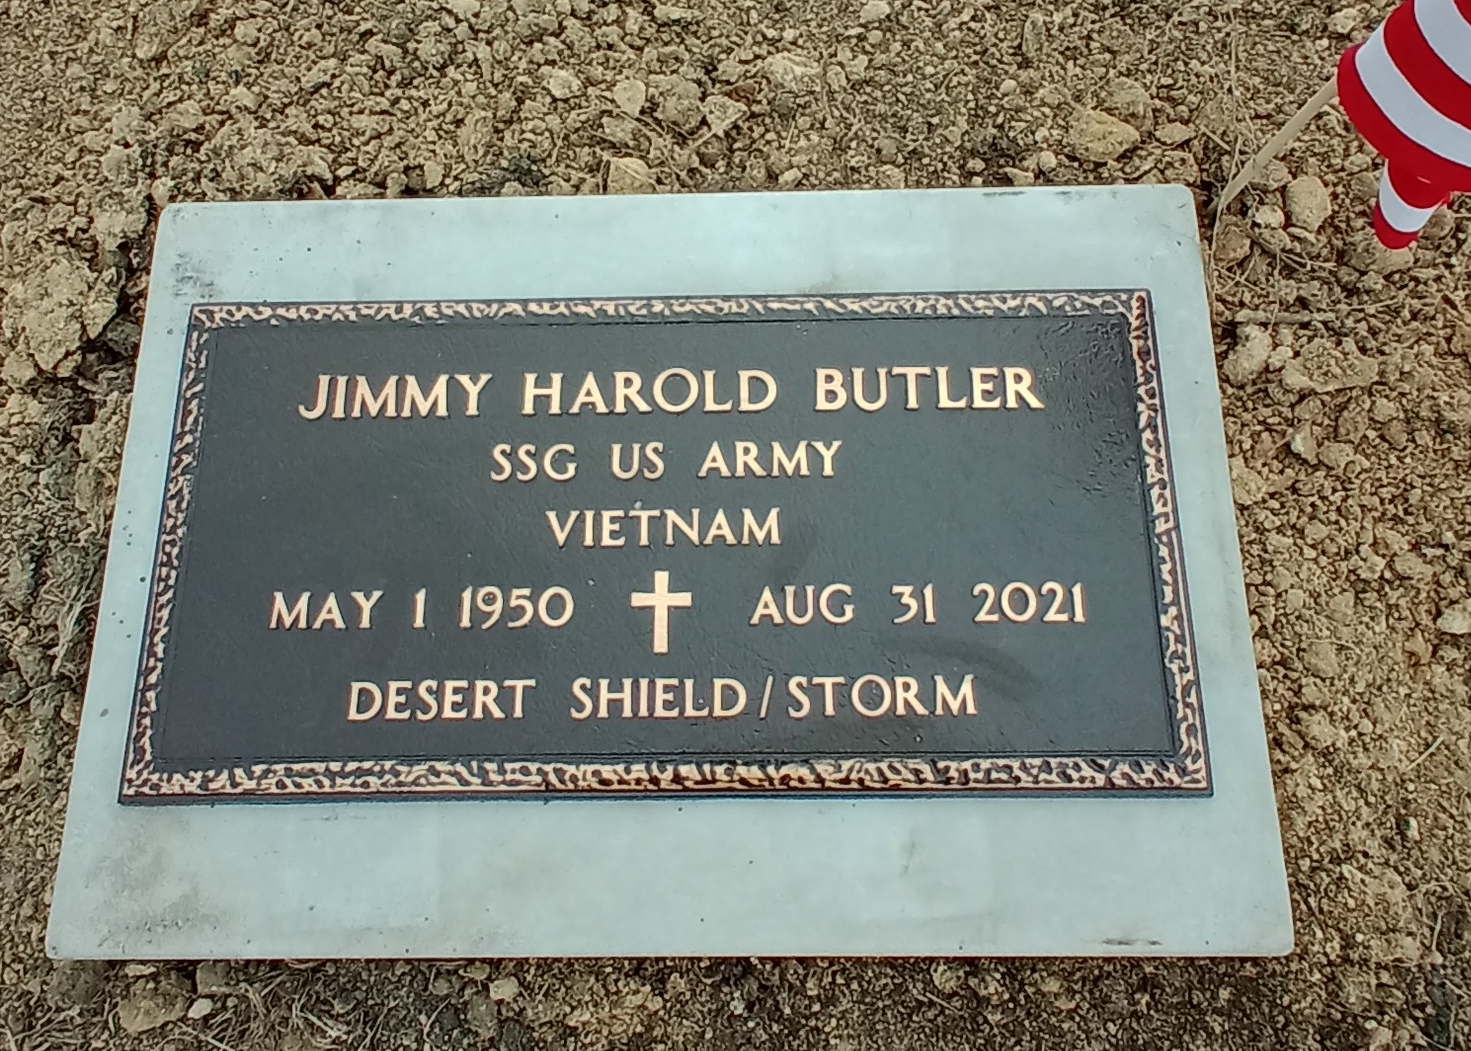 JIMMY HAROLD BUTLER
SSG US ARMY
VIETNAM
MAY 1 1950 AUG 31 2021
DESERT SHIELD/STORM